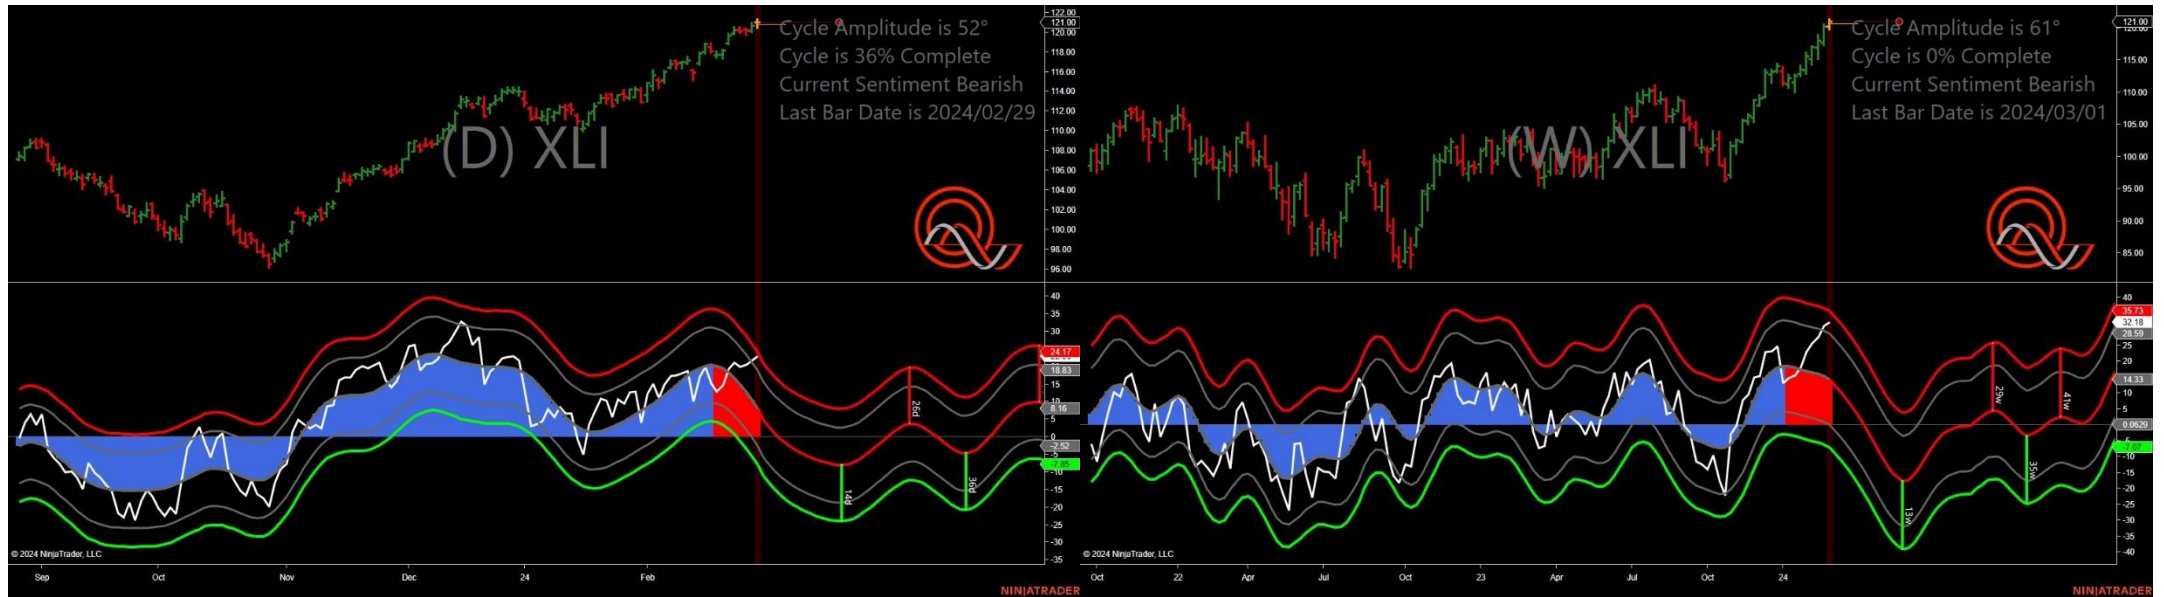 Cycle Amplitude is 52°
Cycle is 36% Complete
Current Sentiment Bearish
Last Bar Date is 2024/02/29
(D) XLI
122.00
121.00
120.00
118.00
116.00
114.00
112.00
110.00
108.00
106.00
104.00
102.00
100.00
98.00
96.00
40
35
30
24.17
18.83
15
10
8.16
5
0
-2.52
-5
-7.85
-10
-15
-20
-25
-30
-35
26d
14d
36d
© 2024 NinjaTrader, LLC
Sep Oct Nov Dec 24 Feb
NINJATRADER
Cycle Amplitude is 61°
Cycle is 0% Complete
Current Sentiment Bearish
Last Bar Date is 2024/03/01
(W) XLI
121.00
120.00
115.00
110.00
105.00
100.00
95.00
90.00
85.00
40
35.73
32.18
28.59
25
20
14.33
10
5
0.0629
-5
-7.07
-10
-15
-20
-25
-30
-35
-40
29w
41w
35w
13w
© 2024 NinjaTrader, LLC
Oct 22 Apr Jul Oct 23 Apr Jul Oct 24
NINJATRADER